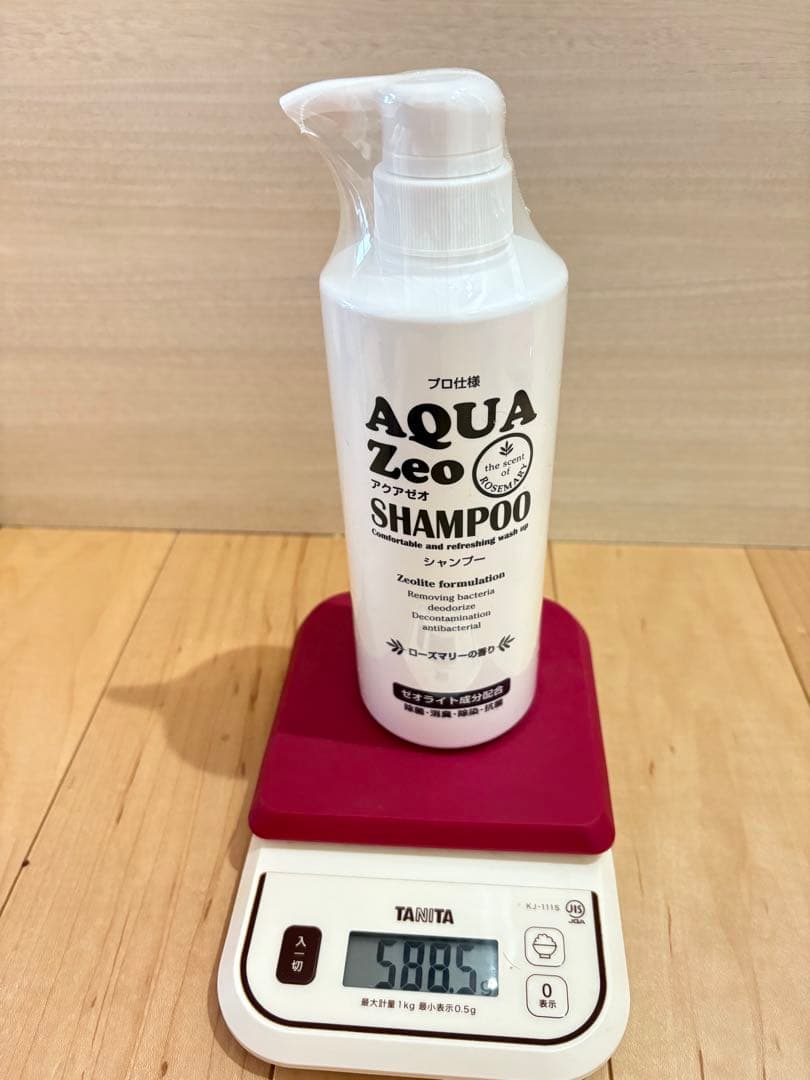 プロ仕様
AQUA
Zeo
the scent
of
ROSEMARY
アクアゼオ
SHAMPOO
Comfortable and refreshing wash up
シャンプー
Zeolite formulation
Removing bacteria
deodorize
Decontamination
antibacterial
ローズマリーの香り
ゼオライト成分配合
除菌・消臭・除染・抗菌
TANITA
KJ-111S
JIS
JQA
入
切
588.5g
0
表示
最大計量1kg 最小表示0.5g